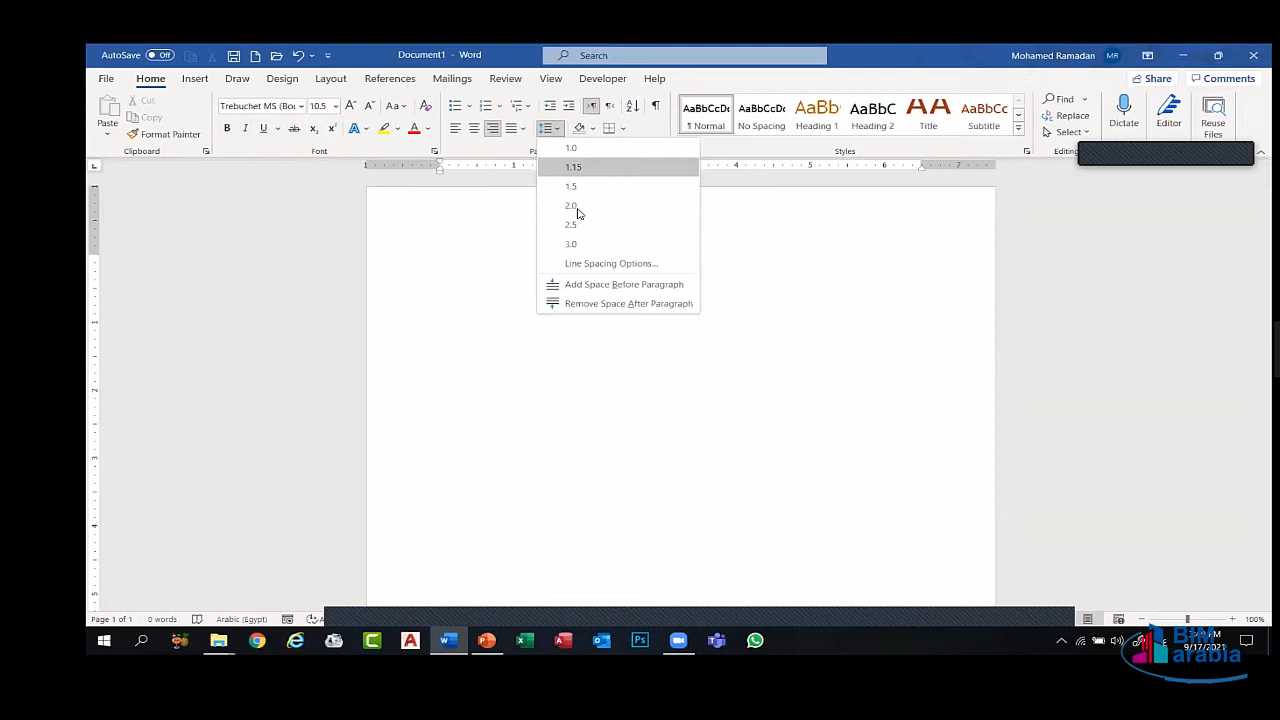 AutoSave Off
Document1 - Word
Search
Mohamed Ramadan MR
File Home Insert Draw Design Layout References Mailings Review View Developer Help
Share Comments
Paste
Cut
Copy
Format Painter
Clipboard
Trebuchet MS (Bo 10.5
Aa
B I U ab x₂ x²
Font
AaBbCcDc
¶ Normal
AaBbCcDc
No Spacing
AaBb
Heading 1
AaBbC
Heading 2
AA
Title
AaBbCc
Subtitle
Styles
Find
Replace
Select
Editing
Dictate
Editor
Reuse
Files
1.0
1.15
1.5
2.0
2.5
3.0
Line Spacing Options...
Add Space Before Paragraph
Remove Space After Paragraph
Page 1 of 1 0 words Arabic (Egypt)
100%
9/17/2021
BIM
arabia